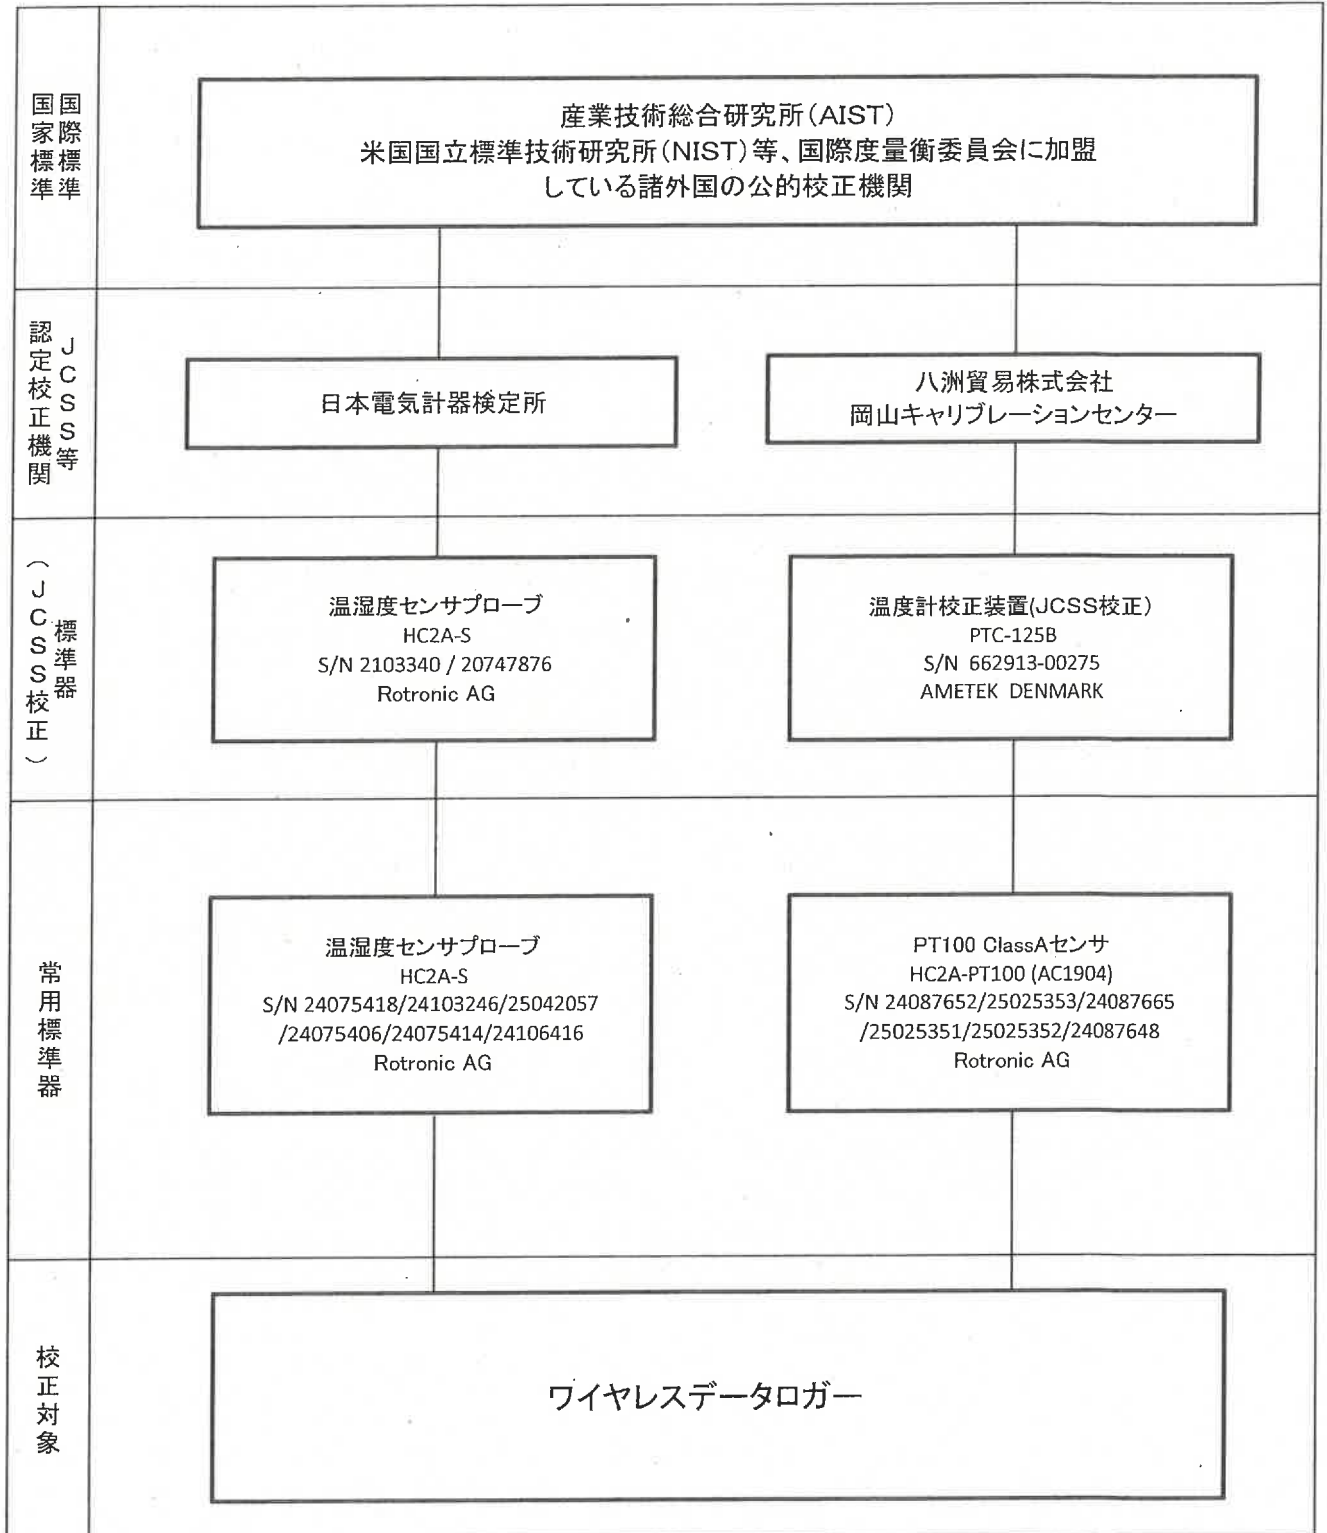 国際標準
国家標準
産業技術総合研究所(AIST)
米国国立標準技術研究所(NIST)等、国際度量衡委員会に加盟
している諸外国の公的校正機関
JCSS等
認定校正機関
日本電気計器検定所
八洲貿易株式会社
岡山キャリブレーションセンター
標準器
(JCSS校正)
温湿度センサプローブ
HC2A-S
S/N 2103340 / 20747876
Rotronic AG
温度計校正装置(JCSS校正)
PTC-125B
S/N 662913-00275
AMETEK DENMARK
常用標準器
温湿度センサプローブ
HC2A-S
S/N 24075418/24103246/25042057
/24075406/24075414/24106416
Rotronic AG
PT100 ClassAセンサ
HC2A-PT100 (AC1904)
S/N 24087652/25025353/24087665
/25025351/25025352/24087648
Rotronic AG
校正対象
ワイヤレスデータロガー